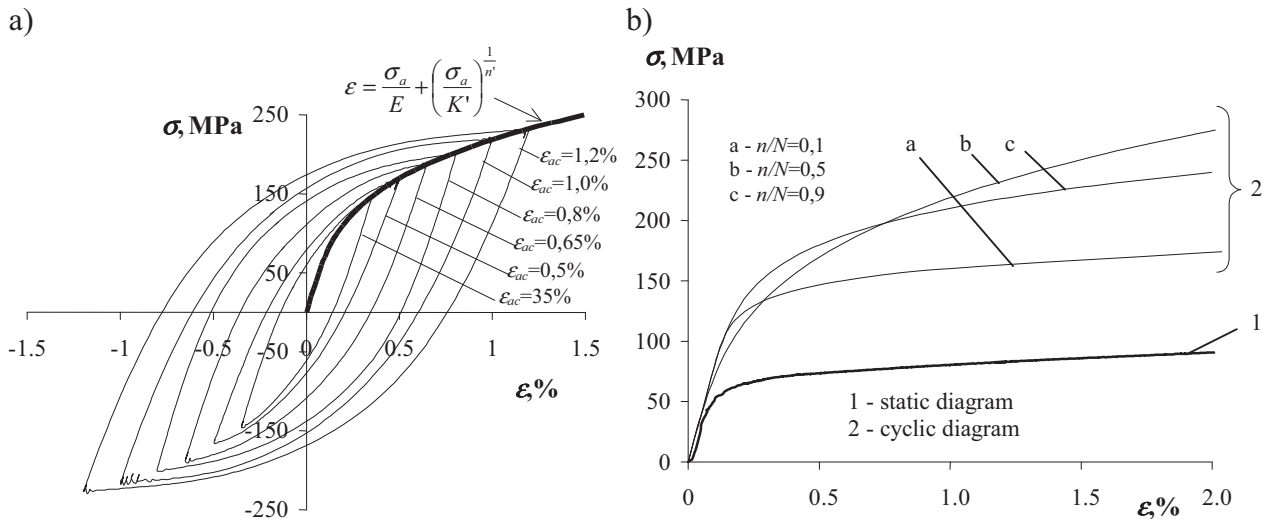 a)
σ, MPa
ε = σa/E + (σa/K')^(1/n')
250
150
50
-50
-150
-250
-1.5
-1
-0.5
0
0.5
1
1.5
ε,%
εac=1,2%
εac=1,0%
εac=0,8%
εac=0,65%
εac=0,5%
εac=35%
b)
σ, MPa
300
250
200
150
100
50
0
a - n/N=0,1
b - n/N=0,5
c - n/N=0,9
a
b
c
2
1
1 - static diagram
2 - cyclic diagram
0
0.5
1.0
1.5
2.0
ε,%